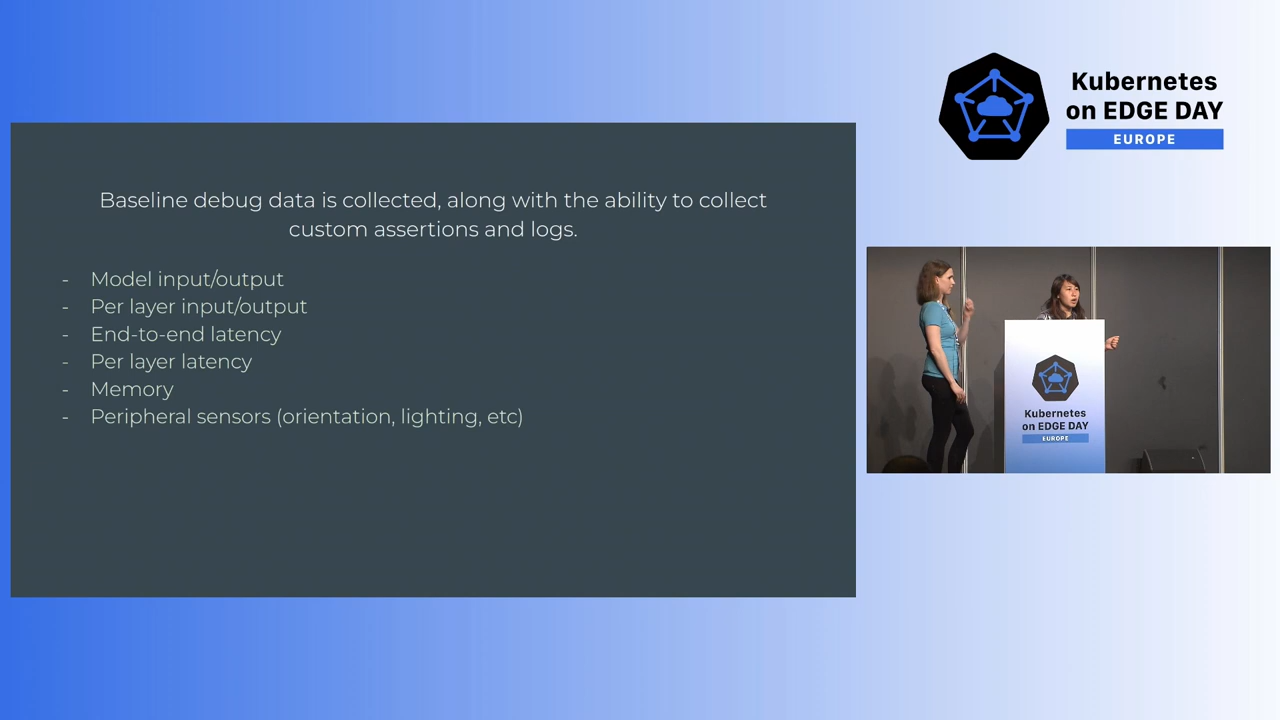 Kubernetes
on EDGE DAY
EUROPE
Baseline debug data is collected, along with the ability to collect
custom assertions and logs.
- Model input/output
- Per layer input/output
- End-to-end latency
- Per layer latency
- Memory
- Peripheral sensors (orientation, lighting, etc)
Kubernetes
on EDGE DAY
EUROPE